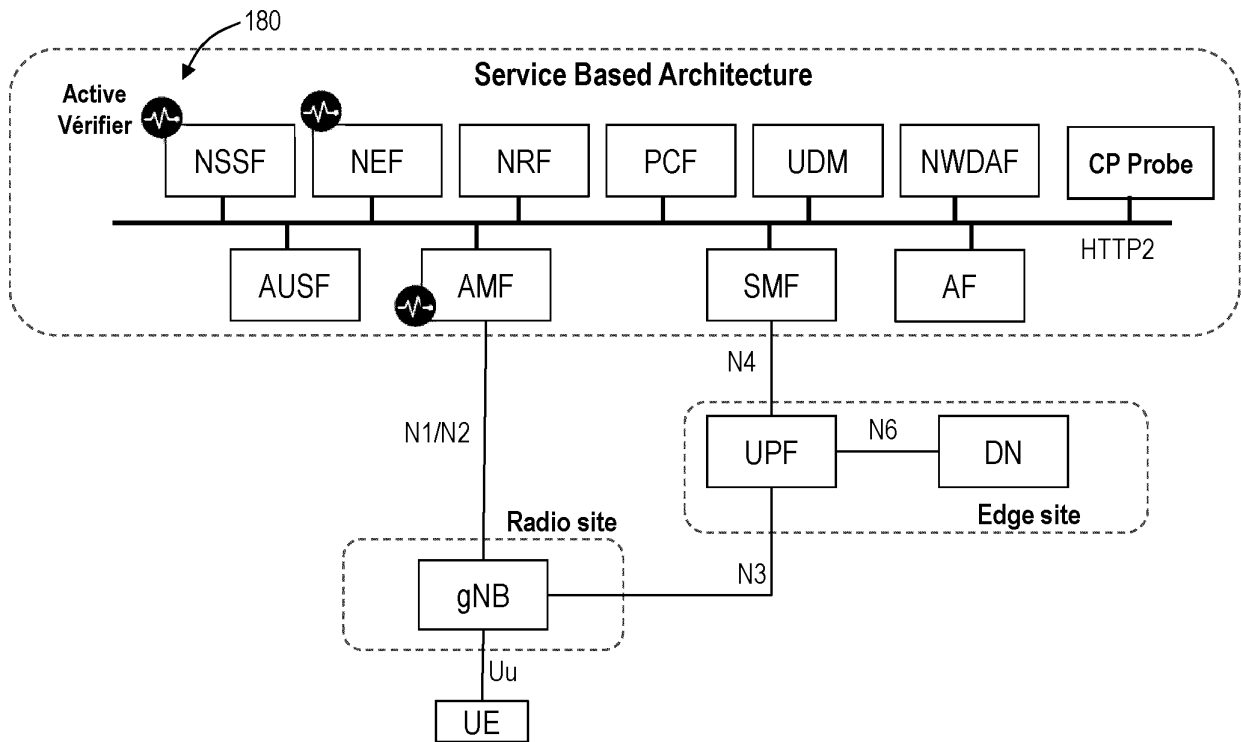 180
Service Based Architecture
Active
Vérifier
NSSF
NEF
NRF
PCF
UDM
NWDAF
CP Probe
HTTP2
AUSF
AMF
SMF
AF
N4
N1/N2
UPF
N6
DN
Edge site
Radio site
N3
gNB
Uu
UE